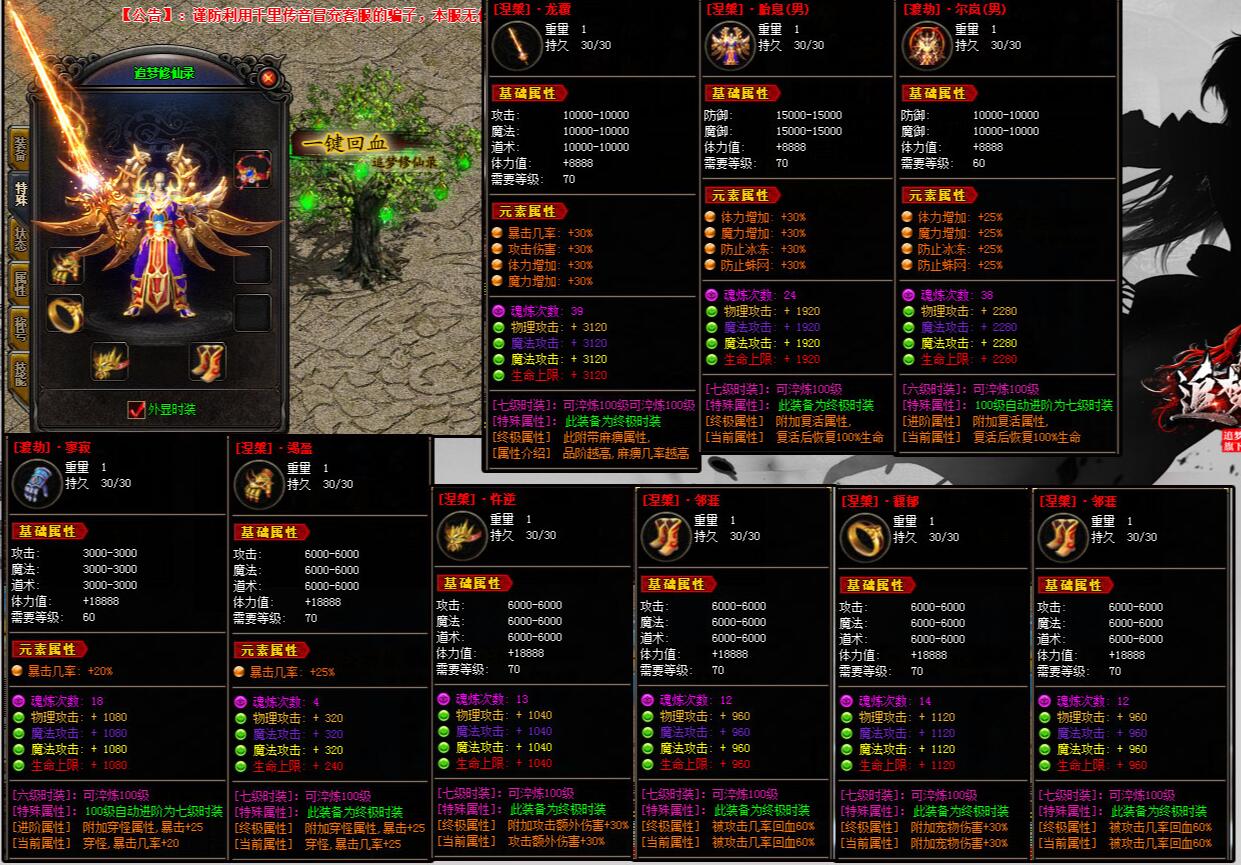 【公告】：谨防利用千里传音冒充客服的骗子，本服无
追梦修仙录
装备
特殊
状态
属性
称号
技能
外显时装
一键回血
追梦修仙录
[涅槃]·龙霰
重量 1
持久 30/30
基础属性
攻击: 10000-10000
魔法: 10000-10000
道术: 10000-10000
体力值: +8888
需要等级: 70
元素属性
暴击几率: +30%
攻击伤害: +30%
体力增加: +30%
魔力增加: +30%
魂炼次数: 39
物理攻击: + 3120
魔法攻击: + 3120
魔法攻击: + 3120
生命上限: + 3120
[七级时装]: 可淬炼100级可淬炼100级
[特殊属性]: 此装备为终极时装
[终极属性] 此附带麻痹属性,
[属性介绍] 品阶越高,麻痹几率越高
[涅槃]·胎息(男)
重量 1
持久 30/30
基础属性
防御: 15000-15000
魔御: 15000-15000
体力值: +8888
需要等级: 70
元素属性
体力增加: +30%
魔力增加: +30%
防止冰冻: +30%
防止蛛网: +30%
魂炼次数: 24
物理攻击: + 1920
魔法攻击: + 1920
魔法攻击: + 1920
生命上限: + 1920
[七级时装]: 可淬炼100级
[特殊属性]: 此装备为终极时装
[终极属性] 附加复活属性,
[当前属性] 复活后恢复100%生命
[渡劫]·尔岚(男)
重量 1
持久 30/30
基础属性
防御: 10000-10000
魔御: 10000-10000
体力值: +8888
需要等级: 60
元素属性
体力增加: +25%
魔力增加: +25%
防止冰冻: +25%
防止蛛网: +25%
魂炼次数: 38
物理攻击: + 2280
魔法攻击: + 2280
魔法攻击: + 2280
生命上限: + 2280
[六级时装]: 可淬炼100级
[特殊属性]: 100级自动进阶为七级时装
[进阶属性] 附加复活属性,
[当前属性] 复活后恢复100%生命
追
追梦
旗下
[渡劫]·寥寂
重量 1
持久 30/30
基础属性
攻击: 3000-3000
魔法: 3000-3000
道术: 3000-3000
体力值: +18888
需要等级: 60
元素属性
暴击几率: +20%
魂炼次数: 18
物理攻击: + 1080
魔法攻击: + 1080
魔法攻击: + 1080
生命上限: + 1080
[六级时装]: 可淬炼100级
[特殊属性]: 100级自动进阶为七级时装
[进阶属性] 附加穿怪属性,暴击+25
[当前属性] 穿怪,暴击几率+20
[涅槃]
重量 1
持久 30/30
基础属性
攻击: 6000-6000
魔法: 6000-6000
道术: 6000-6000
体力值: +18888
需要等级: 70
元素属性
暴击几率: +25%
魂炼次数: 4
物理攻击: + 320
魔法攻击: + 320
魔法攻击: + 320
生命上限: + 240
[七级时装]: 可淬炼100级
[特殊属性]: 此装备为终极时装
[终极属性] 附加穿怪属性,暴击+25
[当前属性] 穿怪,暴击几率+25
[涅槃]·忤逆
重量 1
持久 30/30
基础属性
攻击: 6000-6000
魔法: 6000-6000
道术: 6000-6000
体力值: +18888
需要等级: 70
魂炼次数: 13
物理攻击: + 1040
魔法攻击: + 1040
魔法攻击: + 1040
生命上限: + 1040
[七级时装]: 可淬炼100级
[特殊属性]: 此装备为终极时装
[终极属性] 附加攻击额外伤害+30%
[当前属性] 攻击额外伤害+30%
[涅槃]·邻涯
重量 1
持久 30/30
基础属性
攻击: 6000-6000
魔法: 6000-6000
道术: 6000-6000
体力值: +18888
需要等级: 70
魂炼次数: 12
物理攻击: + 960
魔法攻击: + 960
魔法攻击: + 960
生命上限: + 960
[七级时装]: 可淬炼100级
[特殊属性]: 此装备为终极时装
[终极属性] 被攻击几率回血60%
[当前属性] 被攻击几率回血60%
[涅槃]·馥郁
重量 1
持久 30/30
基础属性
攻击: 6000-6000
魔法: 6000-6000
道术: 6000-6000
体力值: +18888
需要等级: 70
魂炼次数: 14
物理攻击: + 1120
魔法攻击: + 1120
魔法攻击: + 1120
生命上限: + 1120
[七级时装]: 可淬炼100级
[特殊属性]: 此装备为终极时装
[终极属性] 附加宠物伤害+30%
[当前属性] 附加宠物伤害+30%
[涅槃]·邻涯
重量 1
持久 30/30
基础属性
攻击: 6000-6000
魔法: 6000-6000
道术: 6000-6000
体力值: +18888
需要等级: 70
魂炼次数: 12
物理攻击: + 960
魔法攻击: + 960
魔法攻击: + 960
生命上限: + 960
[七级时装]: 可淬炼100级
[特殊属性]: 此装备为终极时装
[终极属性] 被攻击几率回血60%
[当前属性] 被攻击几率回血60%